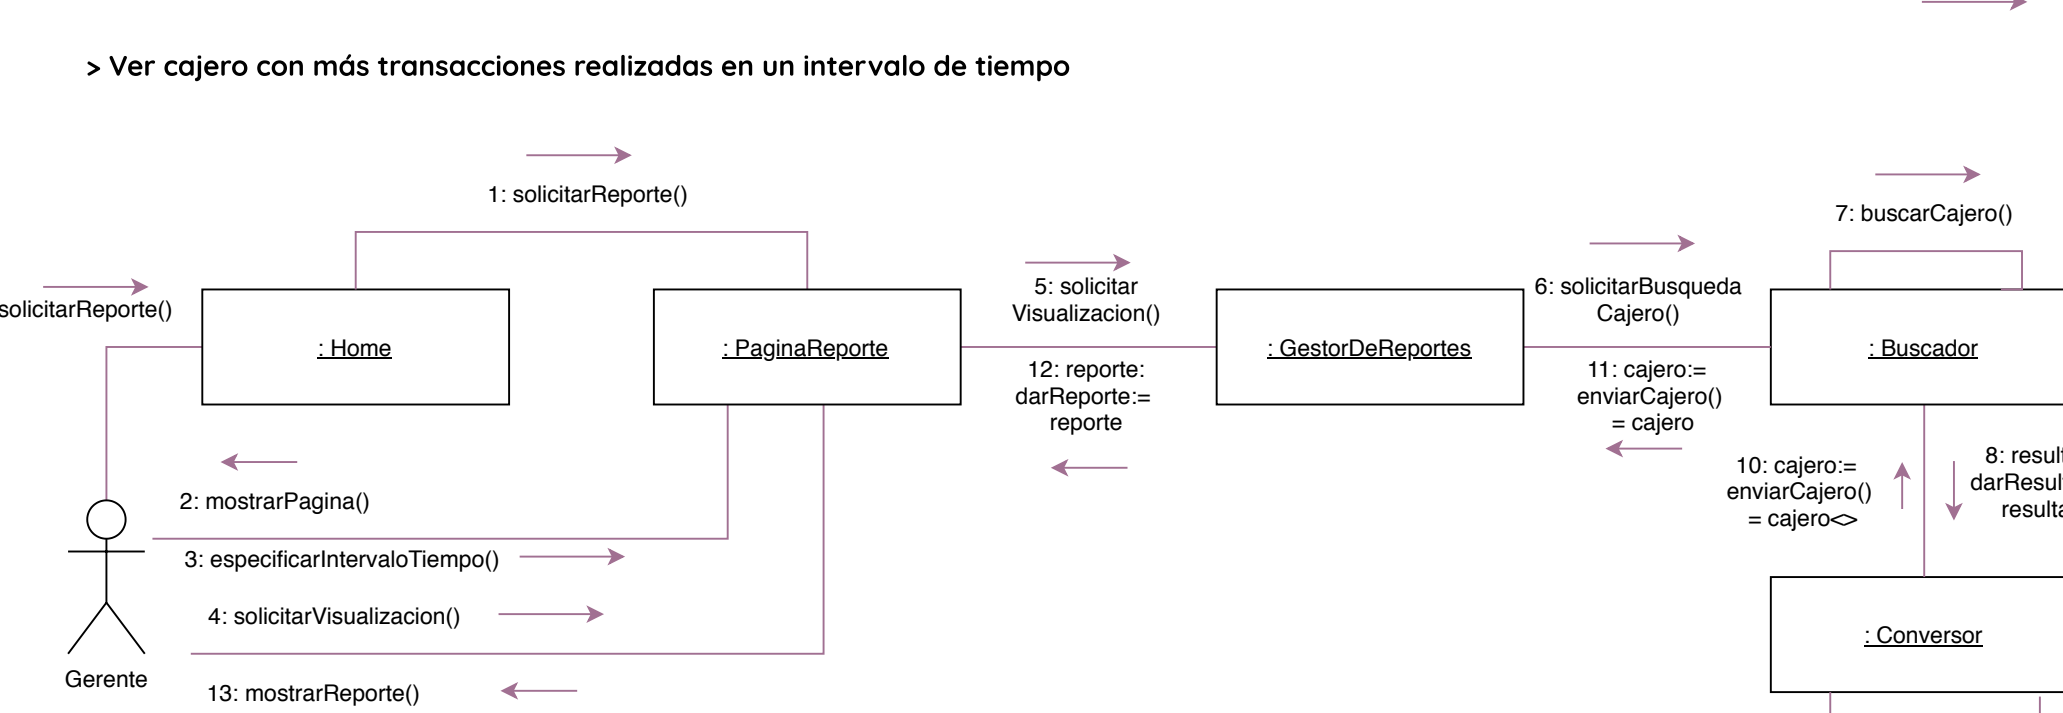 > Ver cajero con más transacciones realizadas en un intervalo de tiempo
1: solicitarReporte()
7: buscarCajero()
solicitarReporte()
5: solicitar
Visualizacion()
6: solicitarBusqueda
Cajero()
: Home
: PaginaReporte
: GestorDeReportes
: Buscador
12: reporte:
darReporte:=
reporte
11: cajero:=
enviarCajero()
= cajero
10: cajero:=
enviarCajero()
= cajero<>
8:
2: mostrarPagina()
3: especificarIntervaloTiempo()
4: solicitarVisualizacion()
: Conversor
Gerente
13: mostrarReporte()